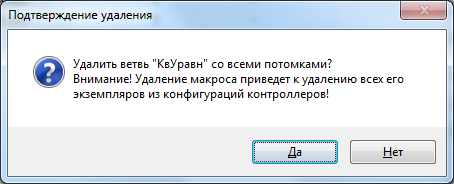 Подтверждение удаления
Удалить ветвь "КвУравн" со всеми потомками?
Внимание! Удаление макроса приведет к удалению всех его
экземпляров из конфигураций контроллеров!
Да
Нет